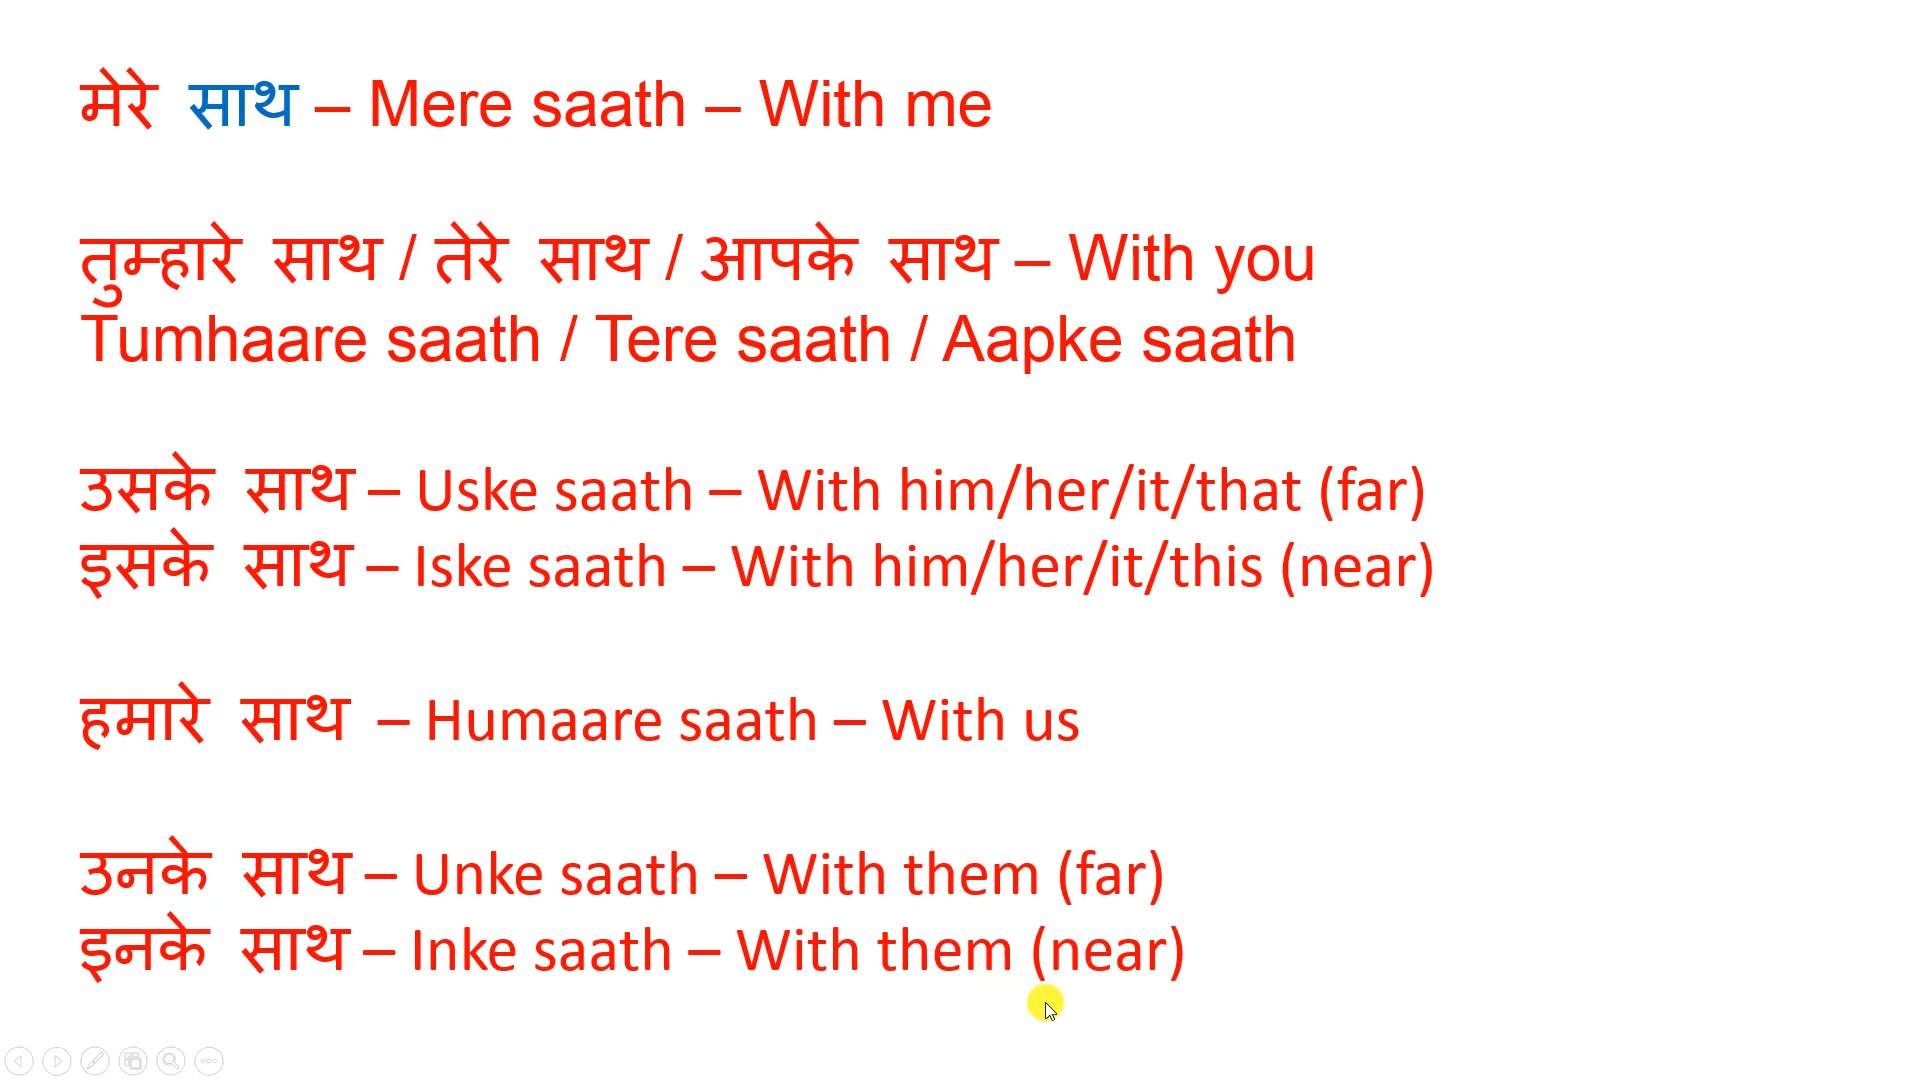 मेरे साथ – Mere saath – With me
तुम्हारे साथ / तेरे साथ / आपके साथ – With you
Tumhaare saath / Tere saath / Aapke saath
उसके साथ – Uske saath – With him/her/it/that (far)
इसके साथ – Iske saath – With him/her/it/this (near)
हमारे साथ – Humaare saath – With us
उनके साथ – Unke saath – With them (far)
इनके साथ – Inke saath – With them (near)